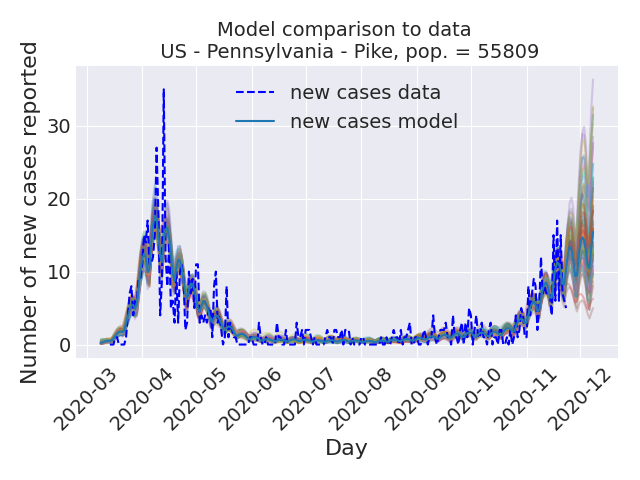 Model comparison to data
US - Pennsylvania - Pike, pop. = 55809
Number of new cases reported
30
20
10
0
new cases data
new cases model
2020-03
2020-04
2020-05
2020-06
2020-07
2020-08
2020-09
2020-10
2020-11
2020-12
Day